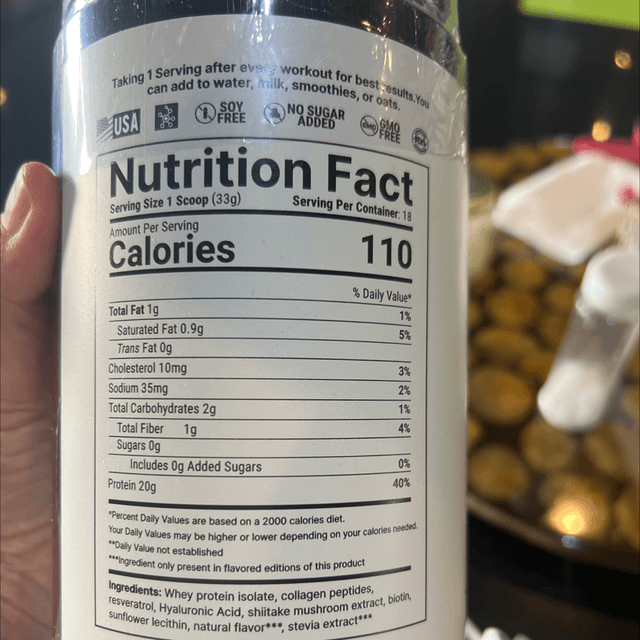 Taking 1 Serving after every workout for best results. You
can add to water, milk, smoothies, or oats.
USA
SOY
FREE
NO SUGAR
ADDED
GMO
GMO
FREE
Nutrition Fact
Serving Size 1 Scoop (33g) Serving Per Container: 18
Amount Per Serving
Calories 110
% Daily Value*
Total Fat 1g 1%
Saturated Fat 0.9g 5%
Trans Fat 0g
Cholesterol 10mg 3%
Sodium 35mg 2%
Total Carbohydrates 2g 1%
Total Fiber 1g 4%
Sugars 0g
Includes 0g Added Sugars 0%
Protein 20g 40%
*Percent Daily Values are based on a 2000 calories diet.
Your Daily Values may be higher or lower depending on your calories needed.
**Daily Value not established
***Ingredient only present in flavored editions of this product
Ingredients: Whey protein isolate, collagen peptides,
resveratrol, Hyaluronic Acid, shiitake mushroom extract, biotin,
sunflower lecithin, natural flavor***, stevia extract***